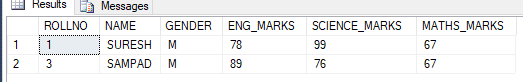 Results Messages
ROLLNO NAME GENDER ENG_MARKS SCIENCE_MARKS MATHS_MARKS
1 1 SURESH M 78 99 67
2 3 SAMPAD M 89 76 67